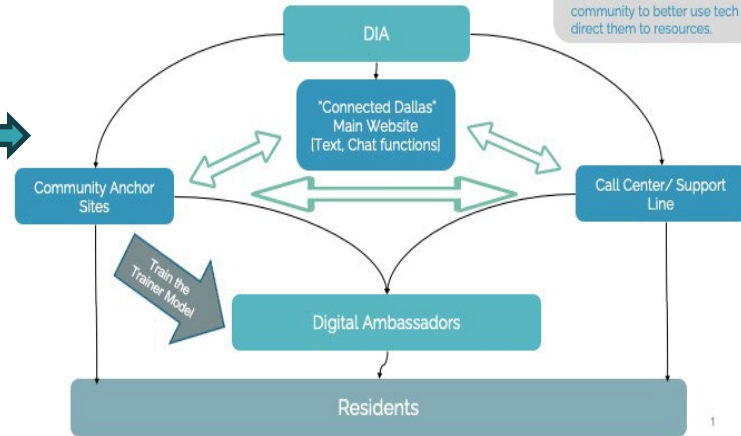 community to better use tech
direct them to resources.
DIA
"Connected Dallas"
Main Website
[Text, Chat functions]
Community Anchor
Sites
Call Center/ Support
Line
Train the
Trainer Model
Digital Ambassadors
Residents
1